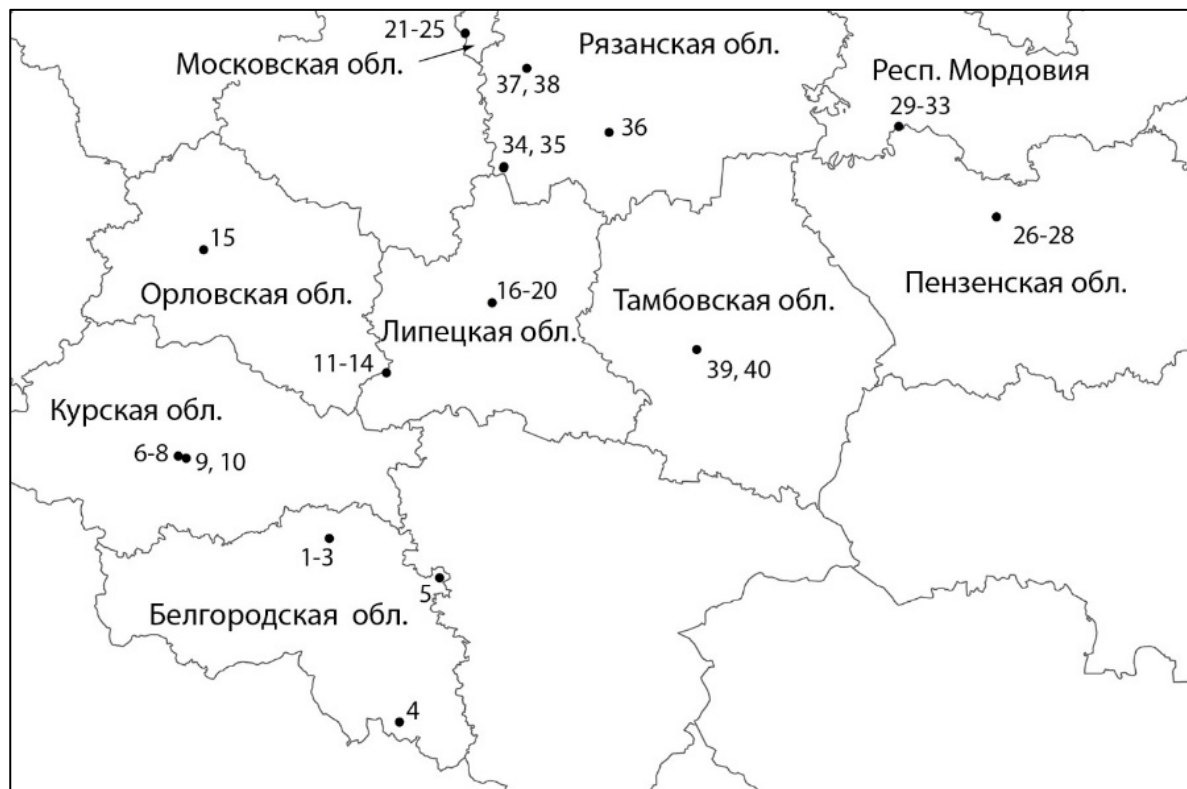 21-25
Рязанская обл.
Московская обл.
Респ. Мордовия
37, 38
29-33
36
34, 35
15
26-28
Орловская обл.
16-20
Тамбовская обл.
Пензенская обл.
Липецкая обл.
11-14
39, 40
Курская обл.
6-8
9, 10
1-3
5
Белгородская обл.
4